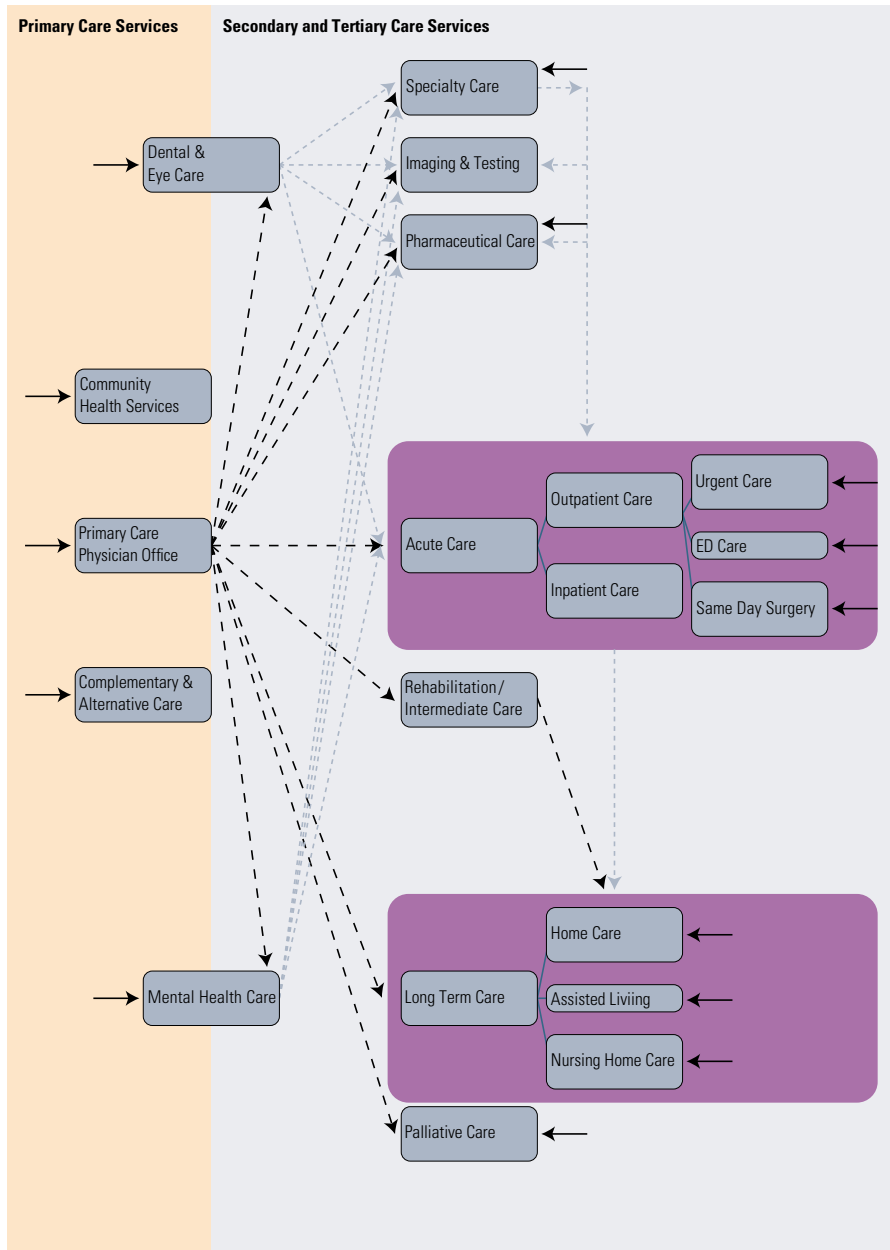 Primary Care Services
Secondary and Tertiary Care Services
Specialty Care
Dental &
Eye Care
Imaging & Testing
Pharmaceutical Care
Community
Health Services
Primary Care
Physician Office
Complementary &
Alternative Care
Mental Health Care
Acute Care
Outpatient Care
Inpatient Care
Urgent Care
ED Care
Same Day Surgery
Rehabilitation/
Intermediate Care
Long Term Care
Home Care
Assisted Liviing
Nursing Home Care
Palliative Care